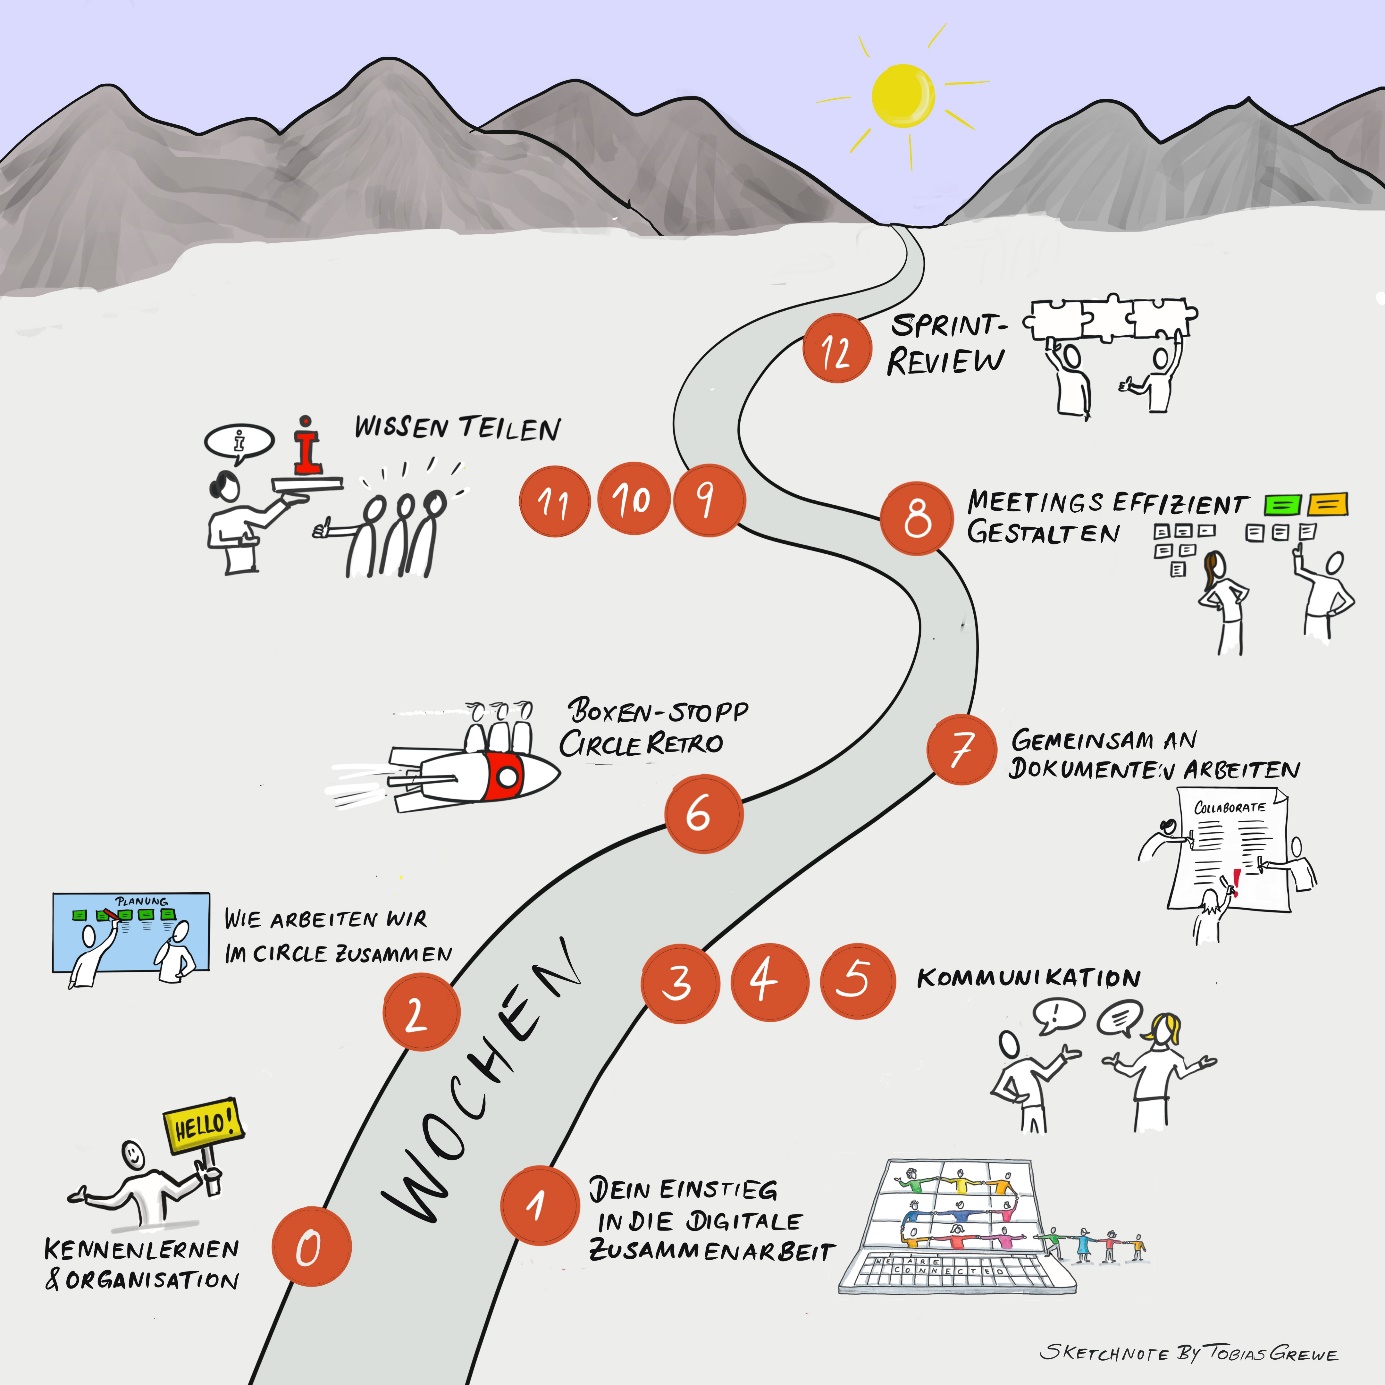 12
SPRINT-
REVIEW
i
i
WISSEN TEILEN
11 10 9
8
MEETINGS EFFIZIENT
GESTALTEN
BOXEN-STOPP
CIRCLE RETRO
6
7
GEMEINSAM AN
DOKUMENTEN ARBEITEN
COLLABORATE
!
PLANUNG
WIE ARBEITEN WIR
IM CIRCLE ZUSAMMEN
2
3 4 5
KOMMUNIKATION
!
WOCHEN
HELLO!
KENNENLERNEN
& ORGANISATION
0
1
DEIN EINSTIEG
IN DIE DIGITALE
ZUSAMMENARBEIT
WE ARE
CONNECTED
SKETCHNOTE BY TOBIAS GREWE